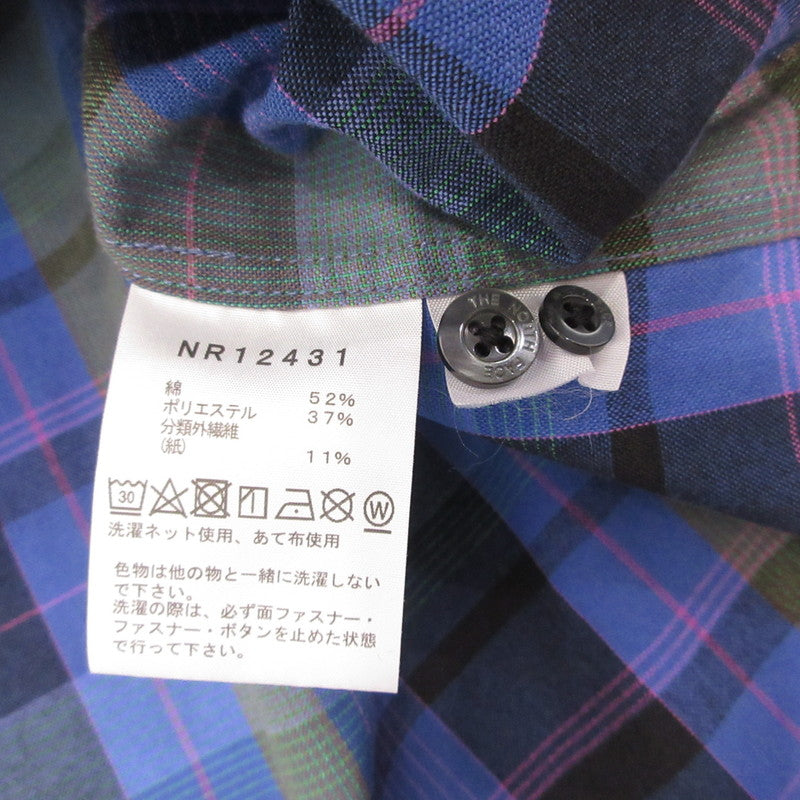 NR12431
綿 52%
ポリエステル 37%
分類外繊維
(紙) 11%
30 W
洗濯ネット使用、あて布使用
色物は他の物と一緒に洗濯しない
で下さい。
洗濯の際は、必ず面ファスナー・
ファスナー・ボタンを止めた状態
で行って下さい。
THE NORTH FACE